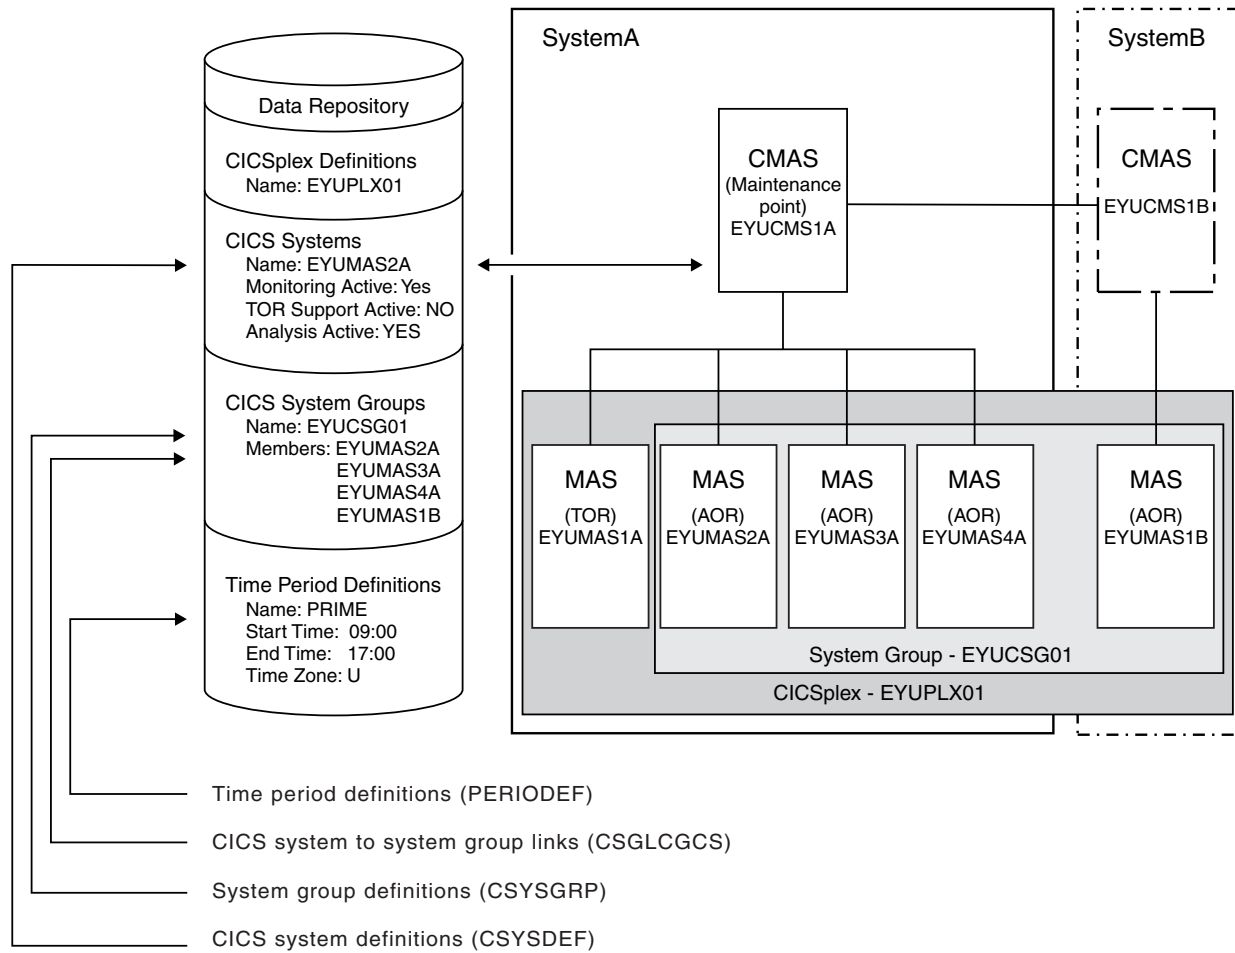 Data Repository
CICSplex Definitions
Name: EYUPLX01
CICS Systems
Name: EYUMAS2A
Monitoring Active: Yes
TOR Support Active: NO
Analysis Active: YES
CICS System Groups
Name: EYUCSG01
Members: EYUMAS2A
EYUMAS3A
EYUMAS4A
EYUMAS1B
Time Period Definitions
Name: PRIME
Start Time: 09:00
End Time: 17:00
Time Zone: U
SystemA
CMAS
(Maintenance
point)
EYUCMS1A
SystemB
CMAS
EYUCMS1B
MAS
(TOR)
EYUMAS1A
MAS
(AOR)
EYUMAS2A
MAS
(AOR)
EYUMAS3A
MAS
(AOR)
EYUMAS4A
MAS
(AOR)
EYUMAS1B
System Group - EYUCSG01
CICSplex - EYUPLX01
Time period definitions (PERIODEF)
CICS system to system group links (CSGLCGCS)
System group definitions (CSYSGRP)
CICS system definitions (CSYSDEF)